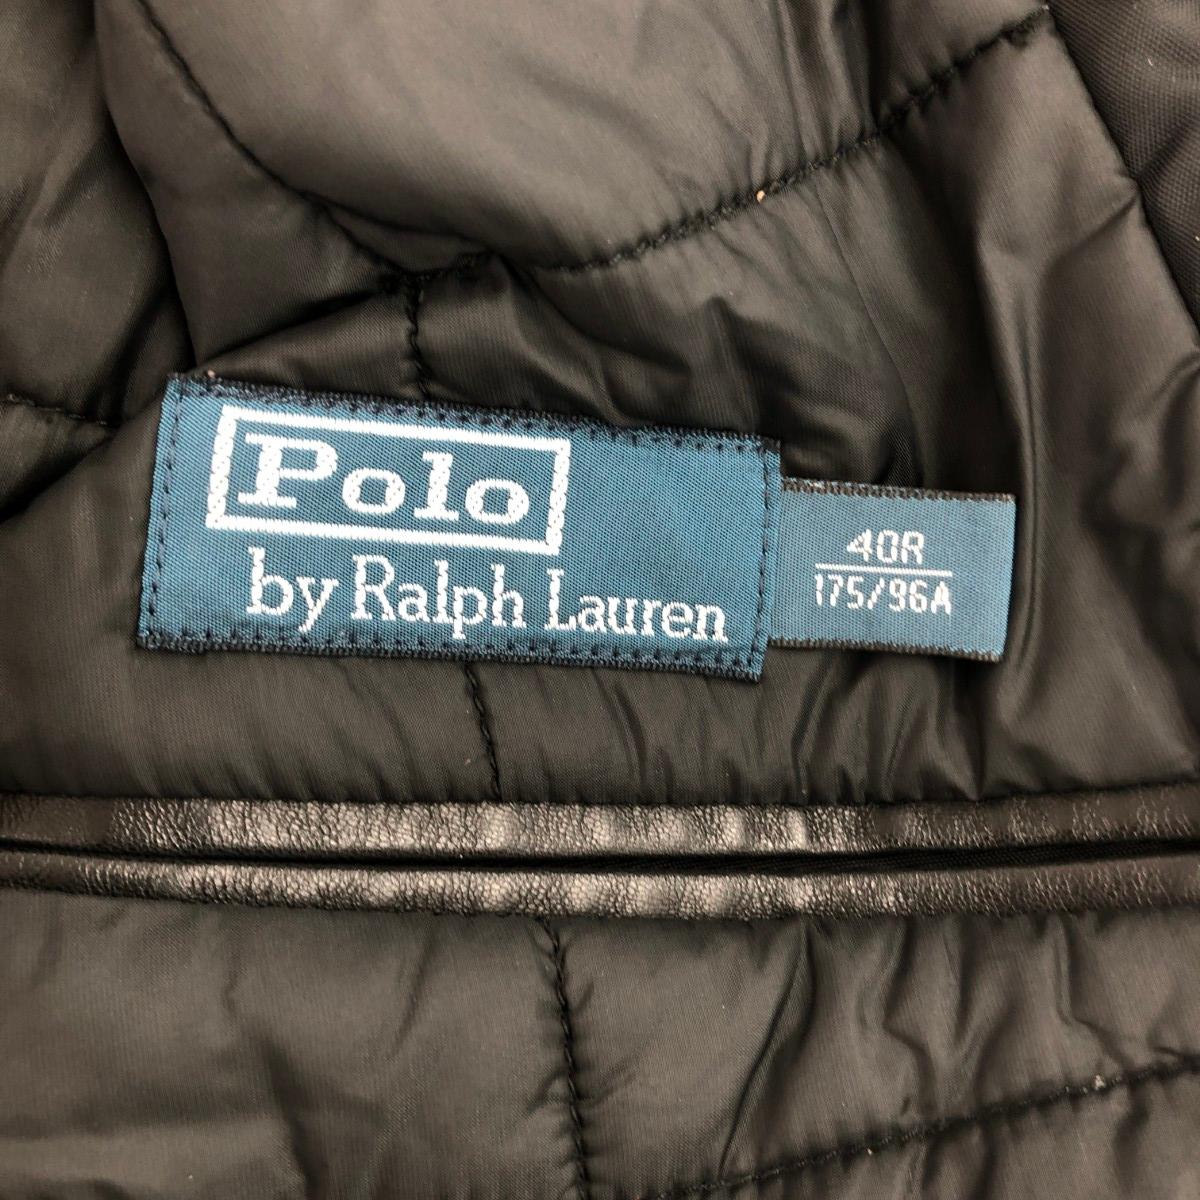 Polo
by Ralph Lauren
40R
175/96A